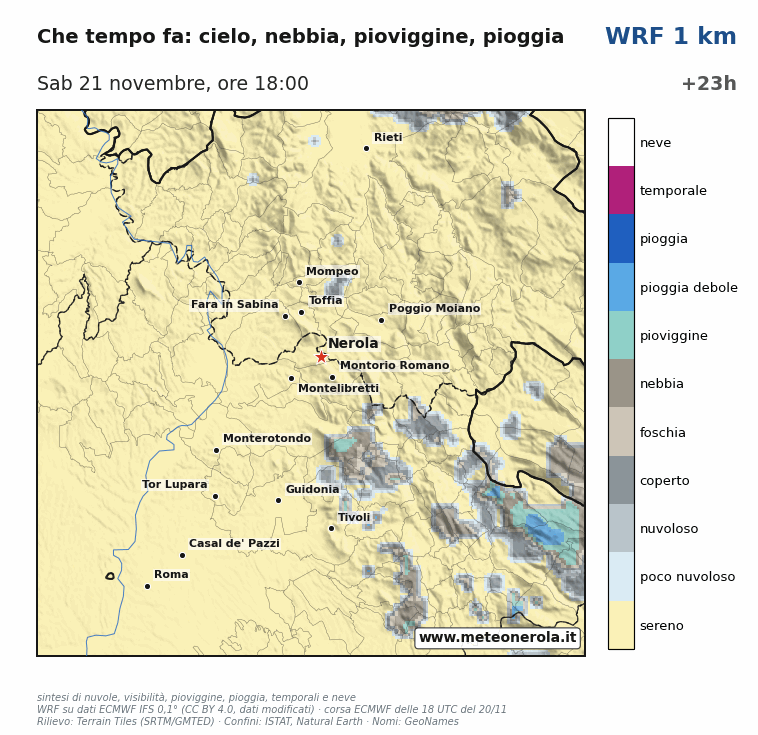 Che tempo fa: cielo, nebbia, pioviggine, pioggia
WRF 1 km
Sab 21 novembre, ore 18:00
+23h
Rieti
Mompeo
Fara in Sabina
Toffia
Poggio Moiano
Nerola
Montorio Romano
Montelibretti
Monterotondo
Tor Lupara
Guidonia
Tivoli
Casal de' Pazzi
Roma
www.meteonerola.it
neve
temporale
pioggia
pioggia debole
pioviggine
nebbia
foschia
coperto
nuvoloso
poco nuvoloso
sereno
sintesi di nuvole, visibilità, pioviggine, pioggia, temporali e neve
WRF su dati ECMWF IFS 0,1° (CC BY 4.0, dati modificati) · corsa ECMWF delle 18 UTC del 20/11
Rilievo: Terrain Tiles (SRTM/GMTED) · Confini: ISTAT, Natural Earth · Nomi: GeoNames